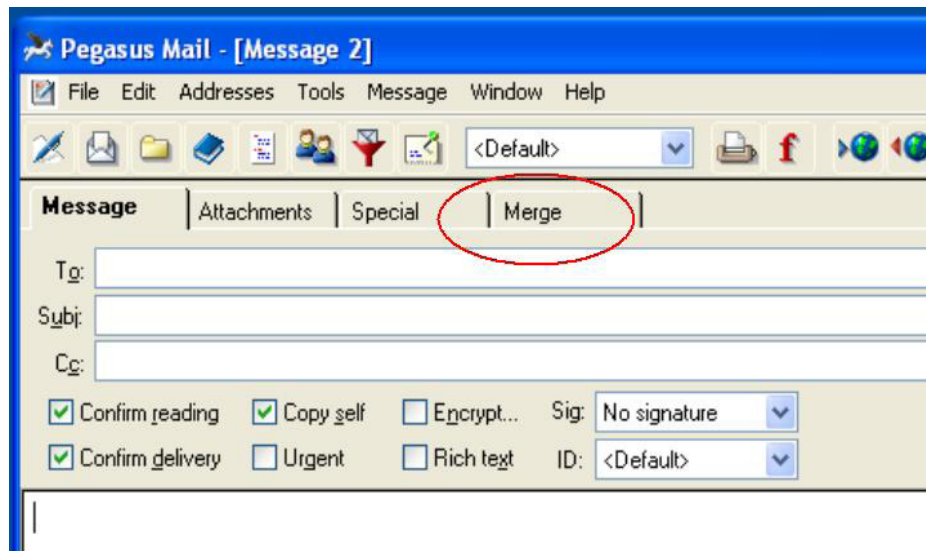 Pegasus Mail - [Message 2]
File Edit Addresses Tools Message Window Help
<Default>
Message Attachments Special Merge
To:
Subj:
Cc:
Confirm reading Copy self Encrypt... Sig: No signature
Confirm delivery Urgent Rich text ID: <Default>